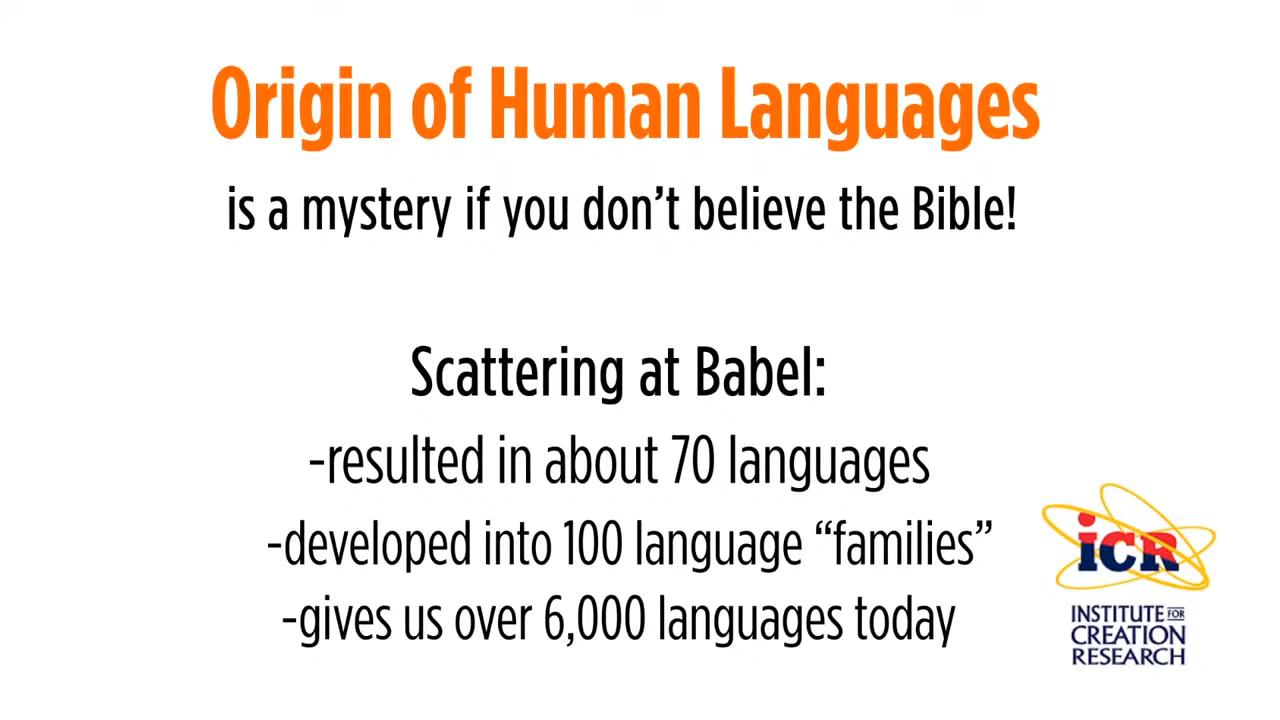 Origin of Human Languages
is a mystery if you don’t believe the Bible!
Scattering at Babel:
-resulted in about 70 languages
-developed into 100 language “families”
-gives us over 6,000 languages today
iCR
INSTITUTE FOR
CREATION
RESEARCH